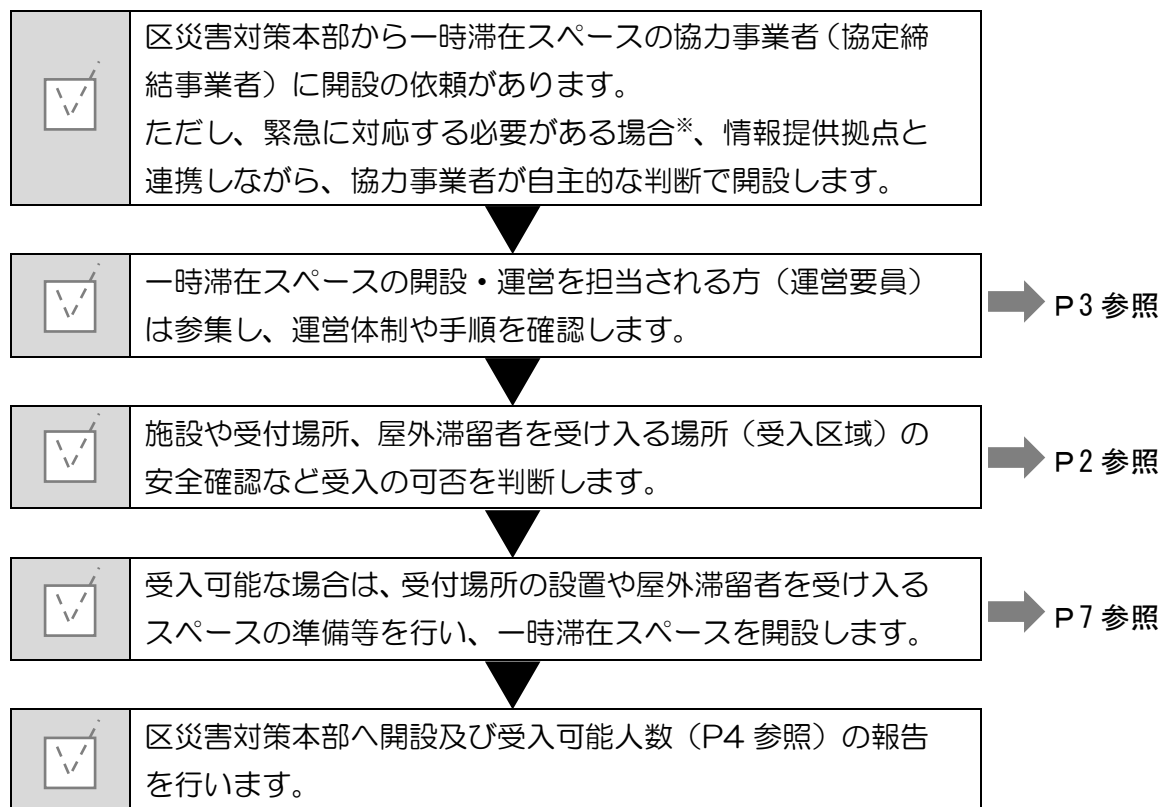 区災害対策本部から一時滞在スペースの協力事業者（協定締
結事業者）に開設の依頼があります。
ただし、緊急に対応する必要がある場合※、情報提供拠点と
連携しながら、協力事業者が自主的な判断で開設します。
一時滞在スペースの開設・運営を担当される方（運営要員）
は参集し、運営体制や手順を確認します。
P3参照
施設や受付場所、屋外滞留者を受け入る場所（受入区域）の
安全確認など受入の可否を判断します。
P2参照
受入可能な場合は、受付場所の設置や屋外滞留者を受け入る
スペースの準備等を行い、一時滞在スペースを開設します。
P7参照
区災害対策本部へ開設及び受入可能人数（P4 参照）の報告
を行います。